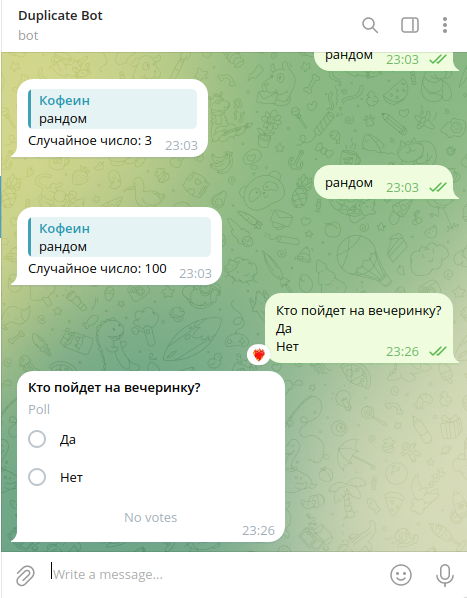 Duplicate Bot
bot
рандом 23:03
Кофеин
рандом
Случайное число: 3 23:03
рандом 23:03
Кофеин
рандом
Случайное число: 100 23:03
Кто пойдет на вечеринку?
Да
Нет 23:26
Кто пойдет на вечеринку?
Poll
Да
Нет
No votes
23:26
Write a message...